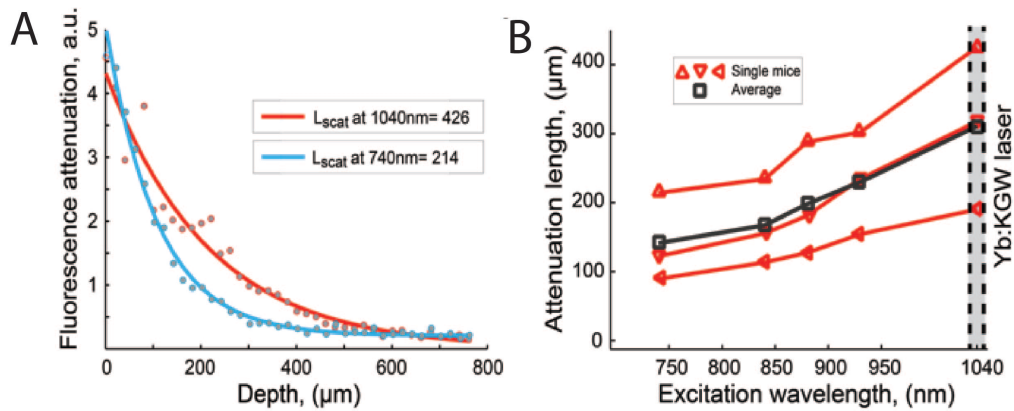 A
Fluorescence attenuation, a.u.
5
4
3
2
1
L scat at 1040nm= 426
L scat at 740nm= 214
0
200
400
600
800
Depth, (μm)
B
Attenuation length, (μm)
400
300
200
100
0
Single mice
Average
Yb:KGW laser
750
800
850
900
950
1040
Excitation wavelength, (nm)